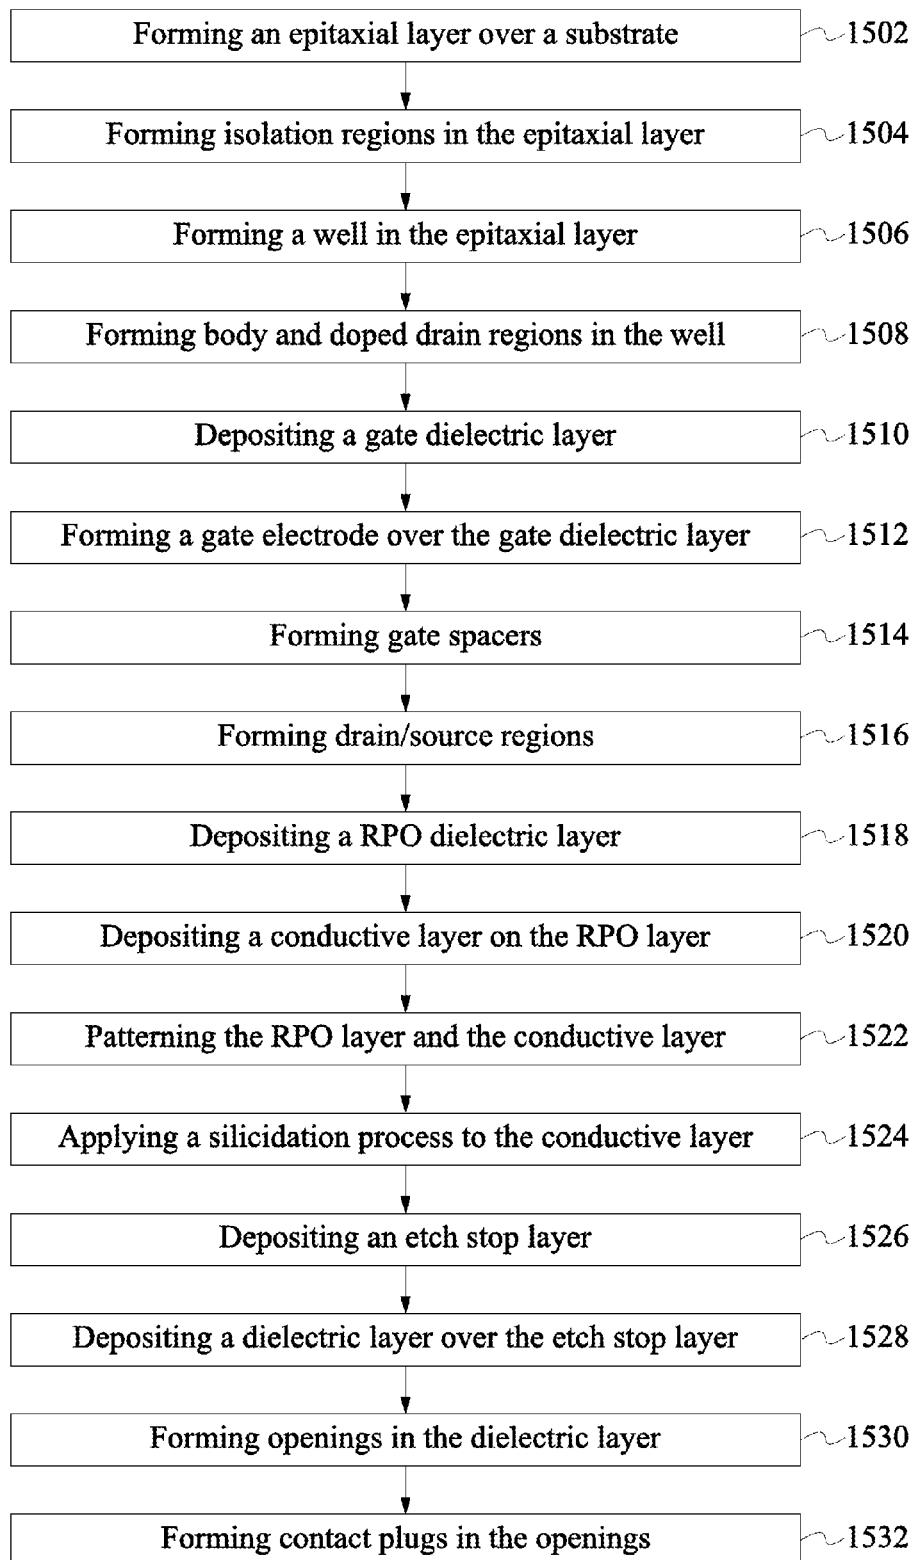 Forming an epitaxial layer over a substrate 1502
Forming isolation regions in the epitaxial layer 1504
Forming a well in the epitaxial layer 1506
Forming body and doped drain regions in the well 1508
Depositing a gate dielectric layer 1510
Forming a gate electrode over the gate dielectric layer 1512
Forming gate spacers 1514
Forming drain/source regions 1516
Depositing a RPO dielectric layer 1518
Depositing a conductive layer on the RPO layer 1520
Patterning the RPO layer and the conductive layer 1522
Applying a silicidation process to the conductive layer 1524
Depositing an etch stop layer 1526
Depositing a dielectric layer over the etch stop layer 1528
Forming openings in the dielectric layer 1530
Forming contact plugs in the openings 1532